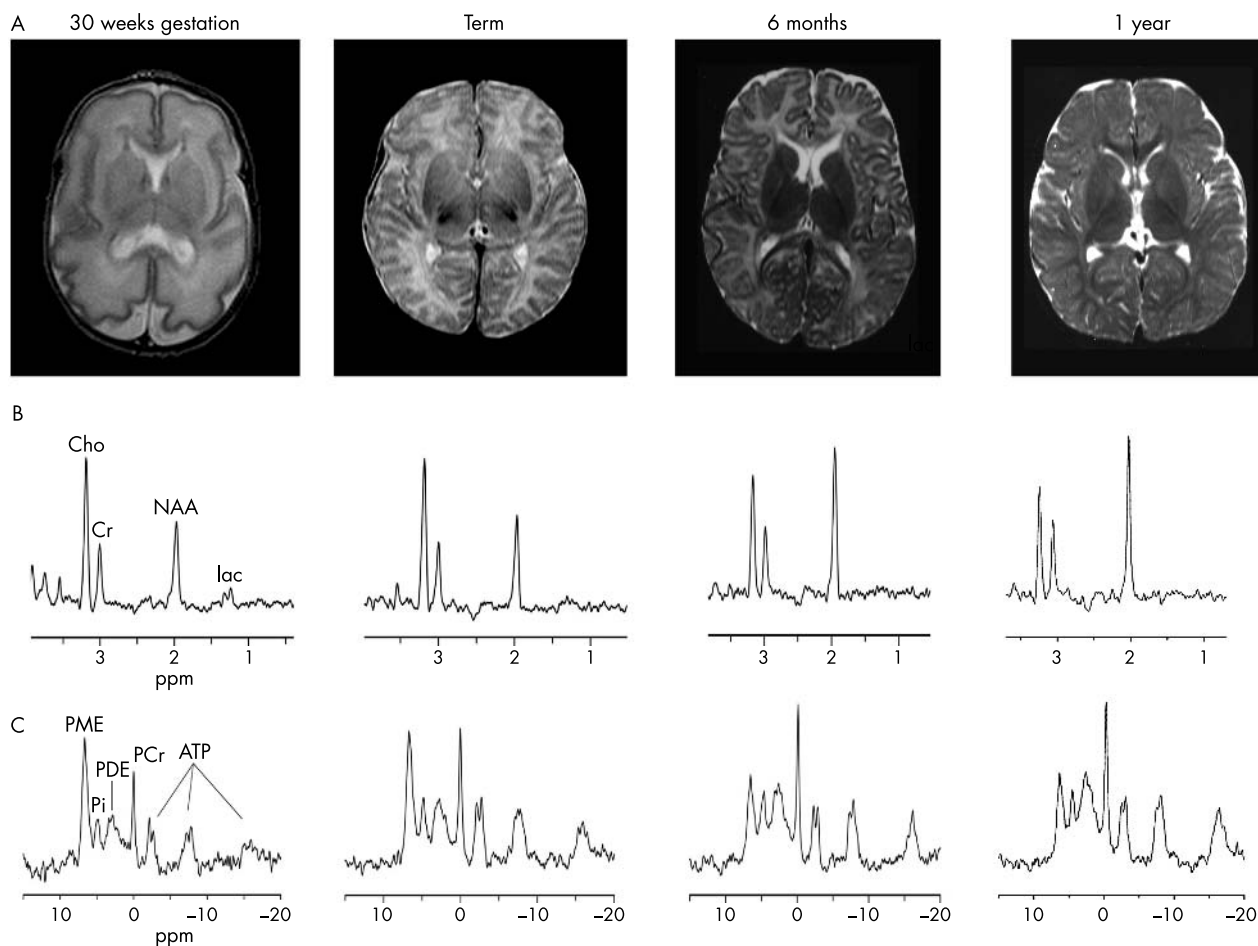 A 30 weeks gestation Term 6 months 1 year
lac
B
Cho
NAA
Cr
lac
3 2 1 3 2 1 3 2 1 3 2 1
ppm
C
PME
PCr ATP
PDE
Pi
10 0 –10 –20 10 0 –10 –20 10 0 –10 –20 10 0 –10 –20
ppm